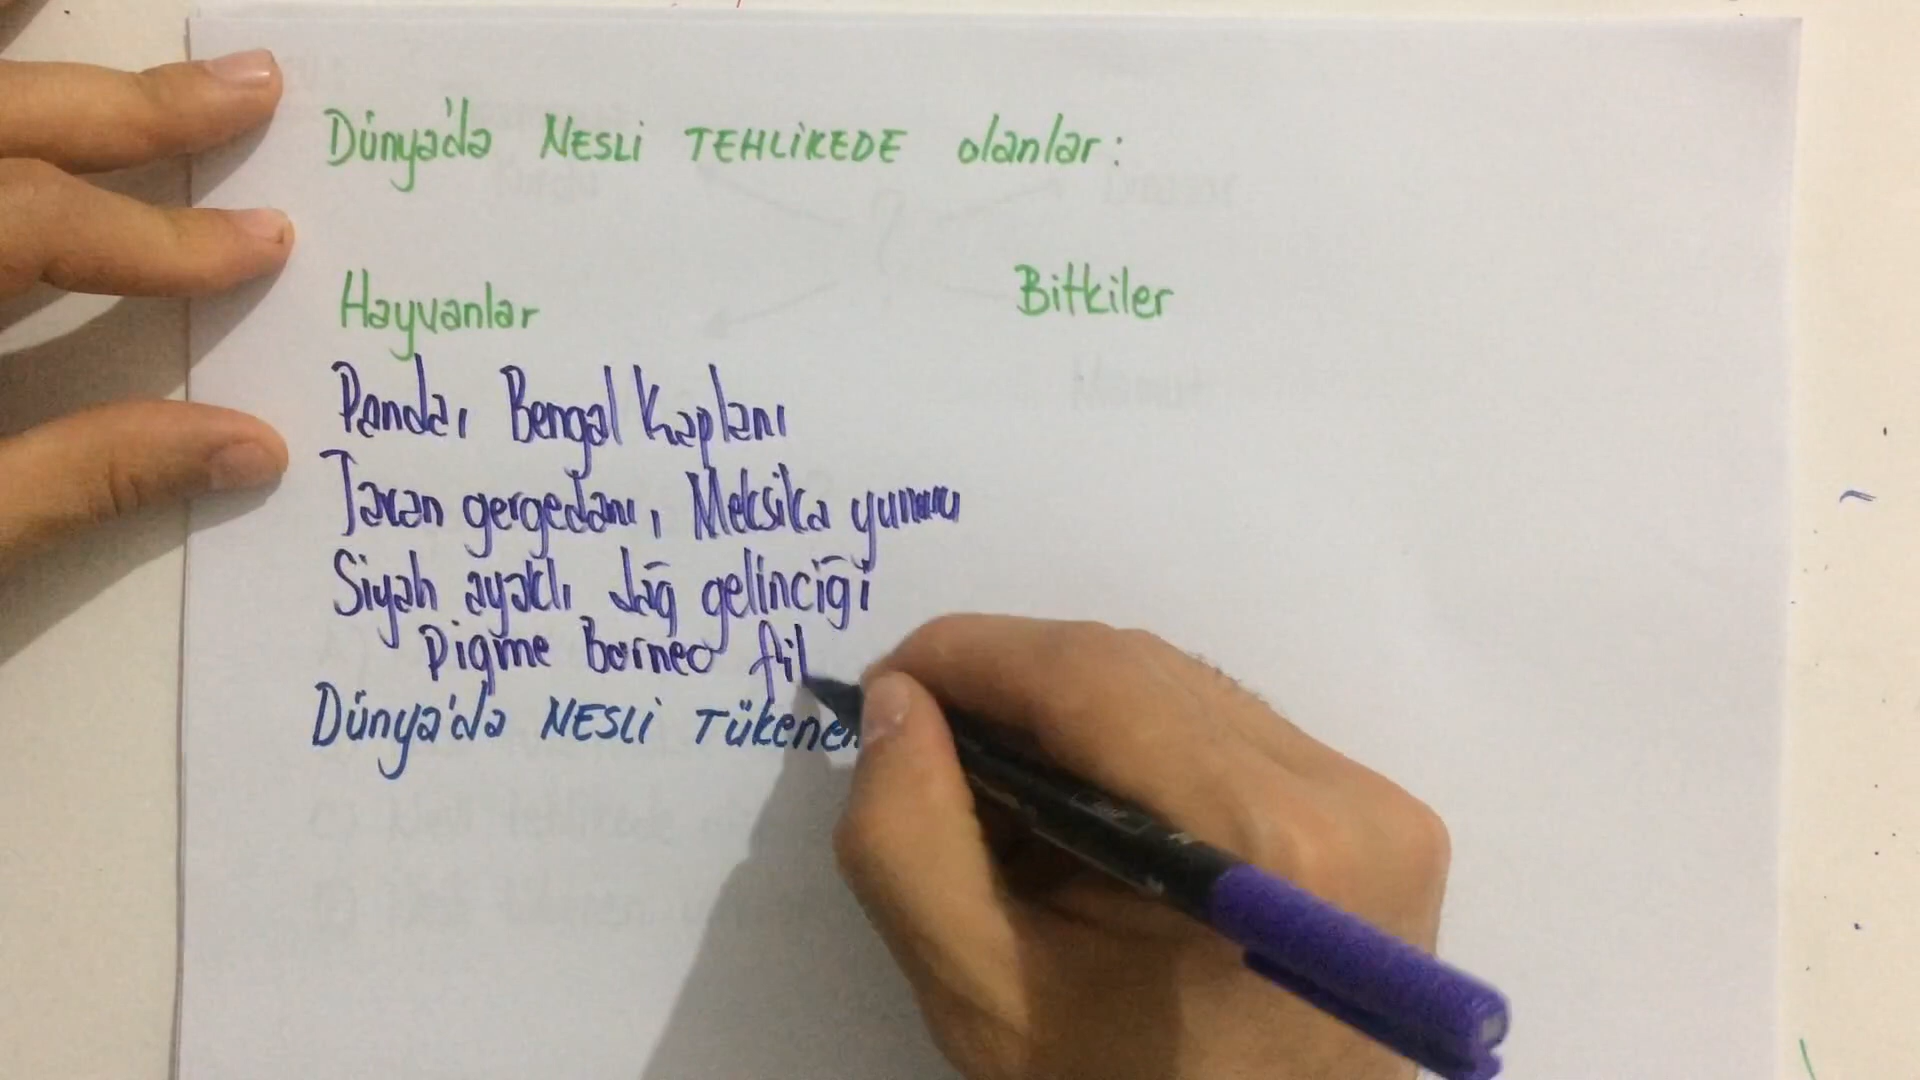 Dünya'da NESLİ TEHLİKEDE olanlar:
Hayvanlar
Bitkiler
Panda, Bengal Kaplanı
Javan gergedanı, Meksika yunusu
Siyah ayaklı dağ gelinciği
Pigme Borneo fil
Dünya'da NESLİ TÜKENEN